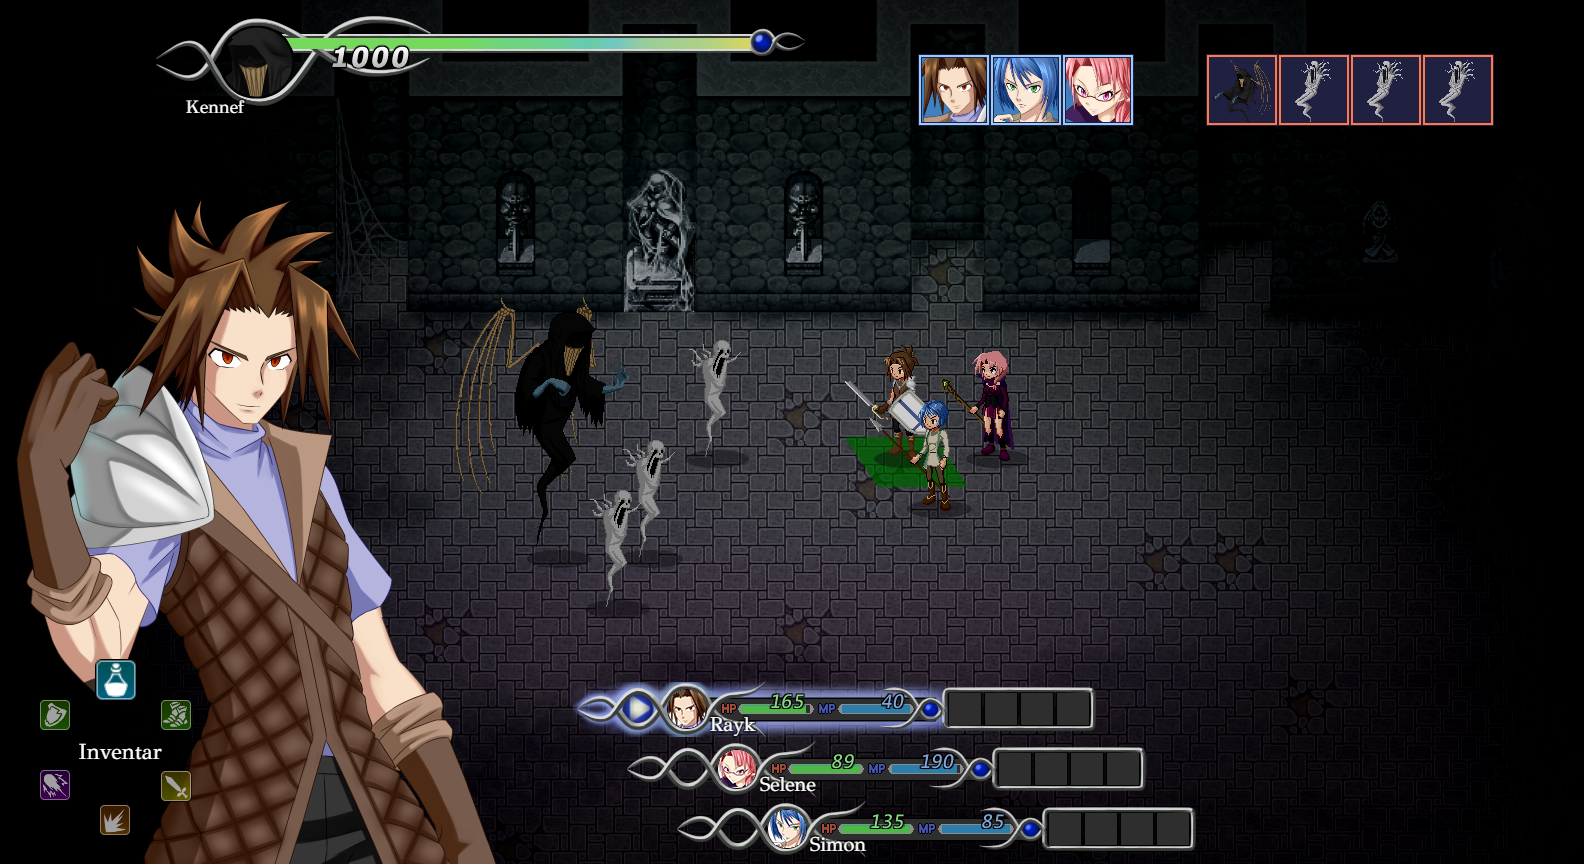 1000
Kennef
HP 165 MP 40
Rayk
HP 89 MP 190
Selene
Inventar
HP 135 MP 85
Simon